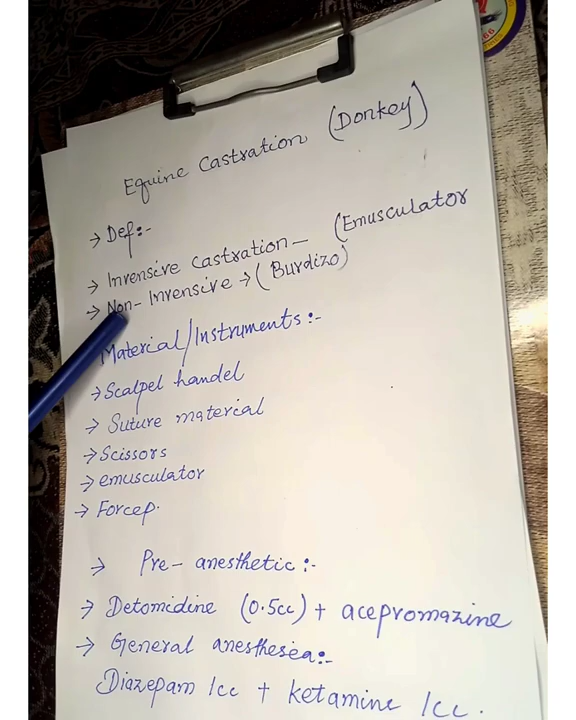 Equine Castration (Donkey)
→ Def:-
→ Invensive Castration – (Emusculator
→ Non- Invensive → (Burdizo)
Material/Instruments :-
→ Scalpel handel
→ Suture material
→ Scissors
→ emusculator
→ Forcep.
→ Pre- anesthetic :-
→ Detomidine (0.5cc) + acepromazine
→ General anesthesea:-
Diazepam 1cc + ketamine 1cc.